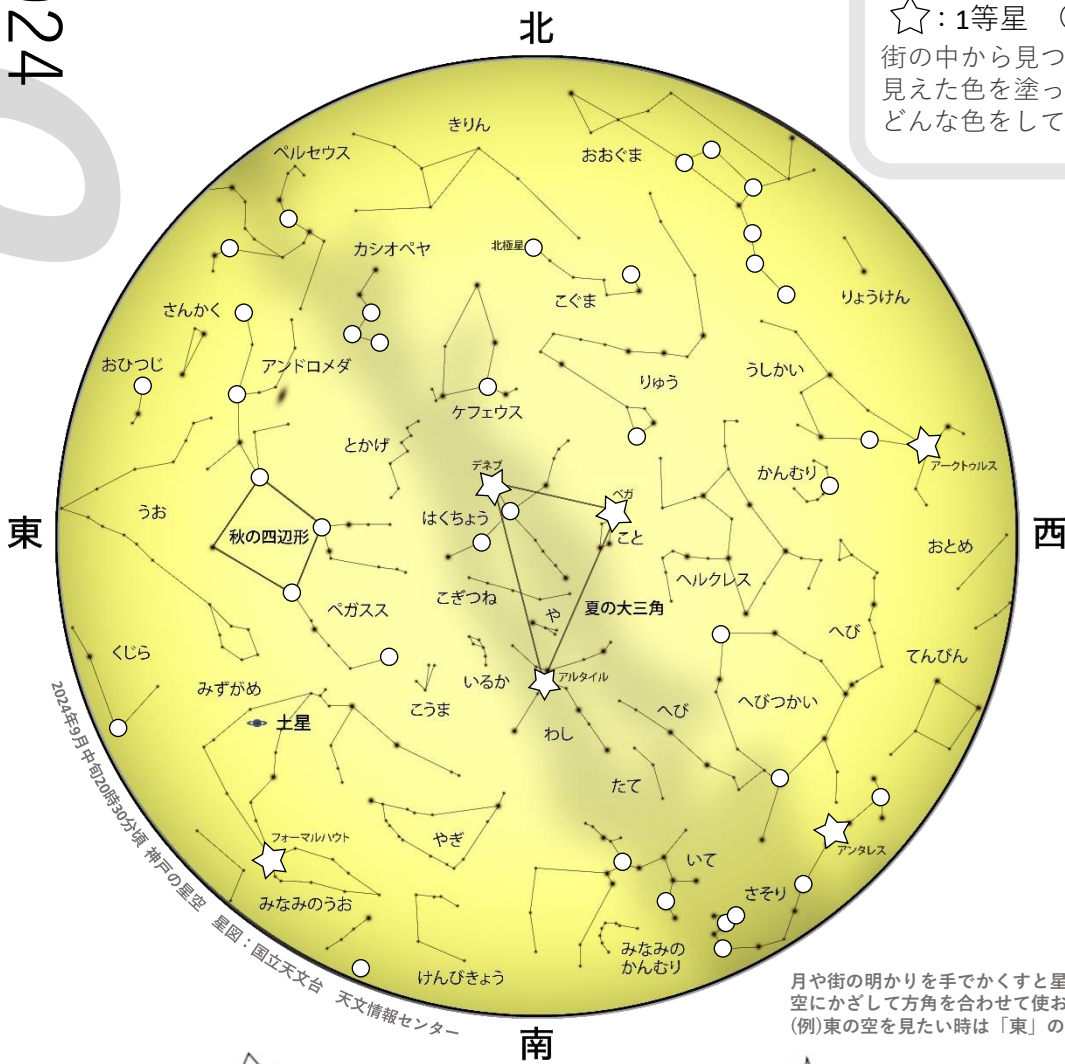 024
北
☆：1等星
街の中から見つ
見えた色を塗っ
どんな色をして
きりん
ペルセウス
おおぐま
カシオペヤ
北極星
こぐま
りょうけん
さんかく
おひつじ
アンドロメダ
りゅう
うしかい
ケフェウス
とかげ
デネブ
ベガ
かんむり
アークトゥルス
うお
秋の四辺形
はくちょう
こと
東
西
おとめ
ヘルクレス
こぎつね
や
夏の大三角
ペガスス
へび
くじら
いるか
アルタイル
てんびん
みずがめ
こうま
土星
わし
へび
へびつかい
たて
フォーマルハウト
やぎ
いて
アンタレス
みなみのうお
さそり
けんびきょう
みなみの
かんむり
2024年9月中旬20時30分頃 神戸の星空　星図：国立天文台　天文情報センター
月や街の明かりを手でかくすと星
空にかざして方角を合わせて使お
(例)東の空を見たい時は「東」の
南